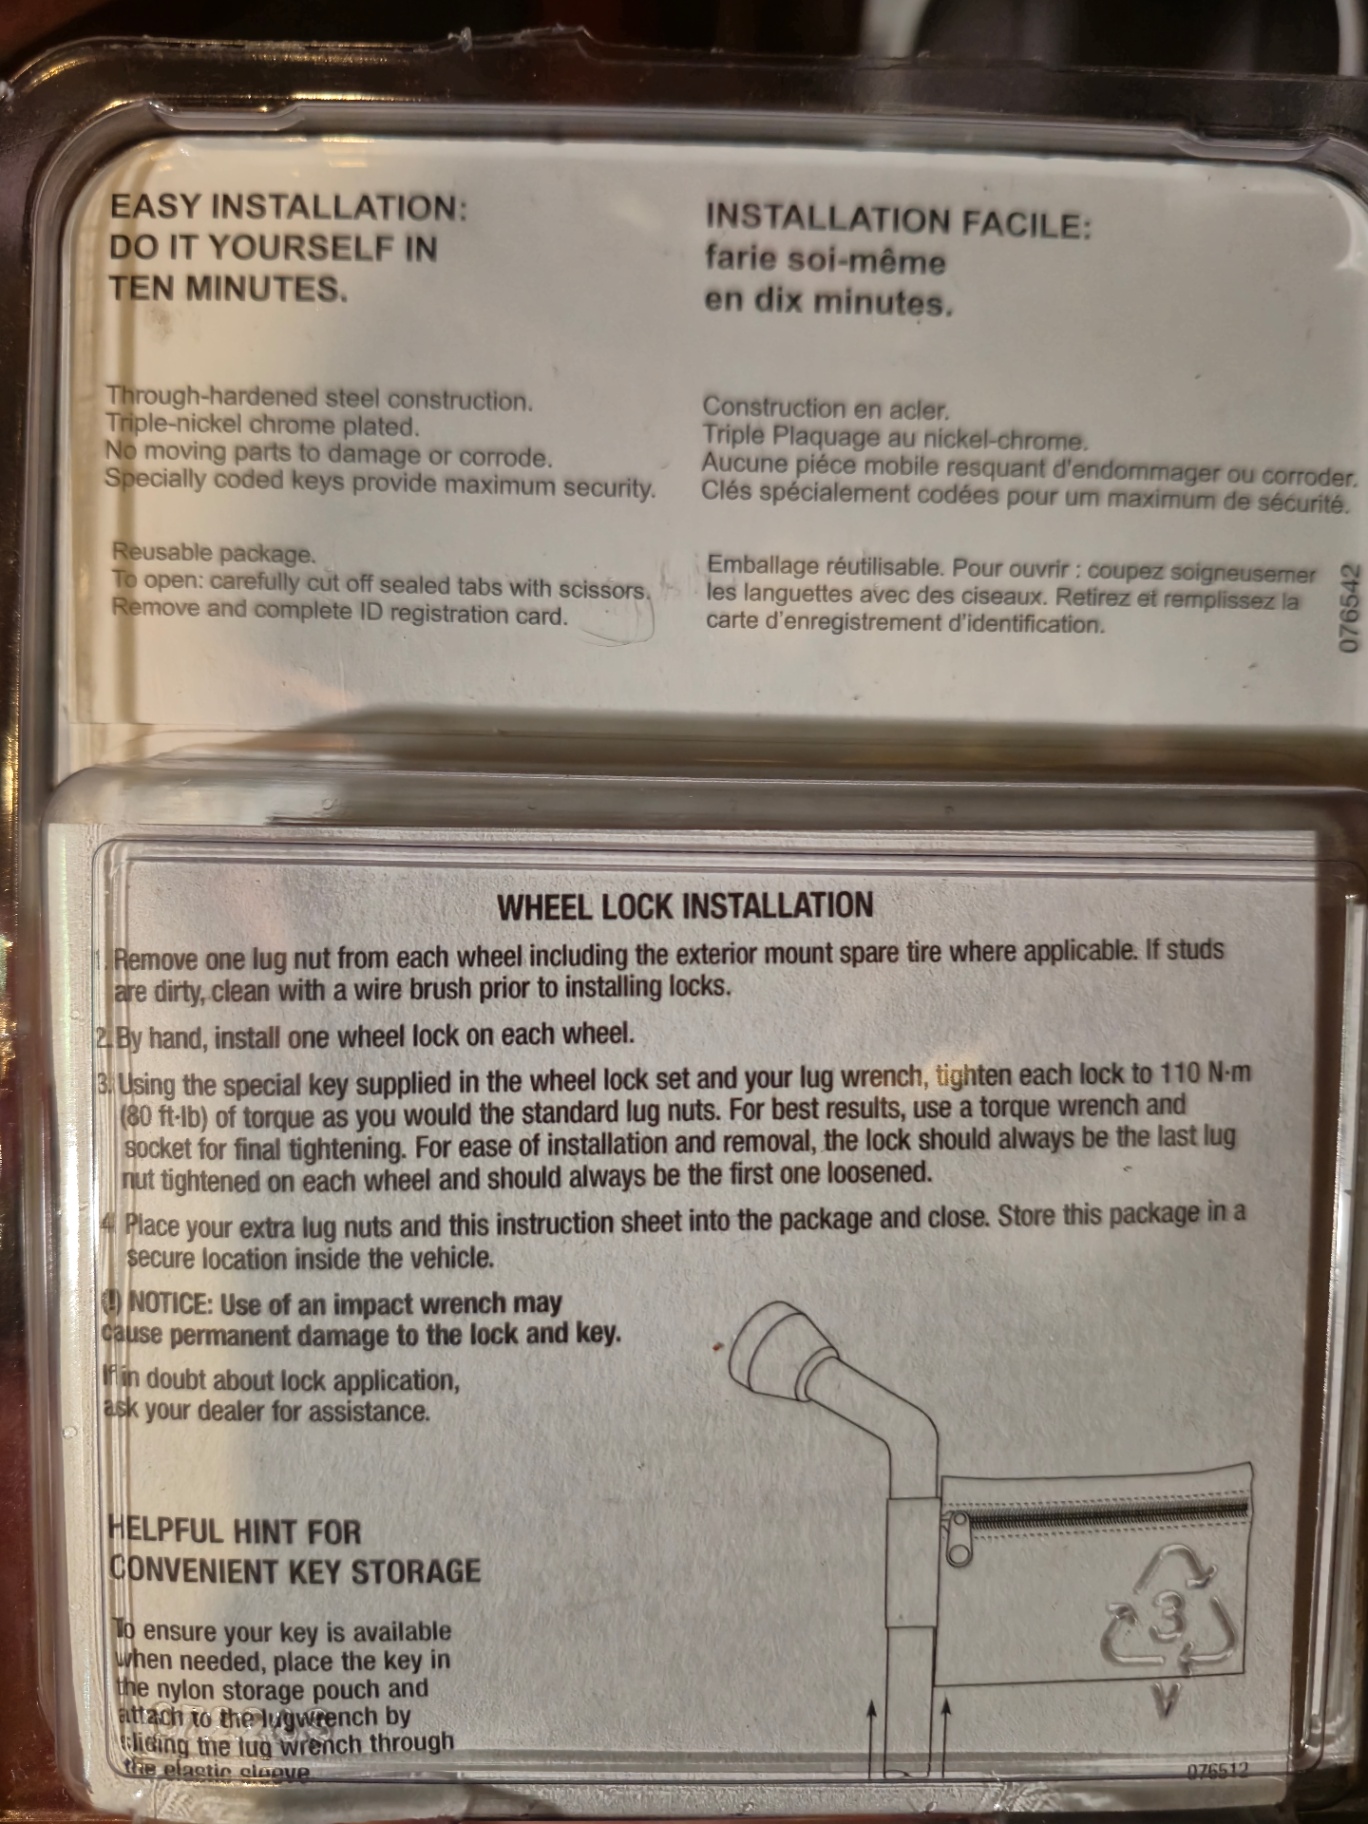 EASY INSTALLATION:
DO IT YOURSELF IN
TEN MINUTES.
Through-hardened steel construction.
Triple-nickel chrome plated.
No moving parts to damage or corrode.
Specially coded keys provide maximum security.
Reusable package.
To open: carefully cut off sealed tabs with scissors.
Remove and complete ID registration card.
INSTALLATION FACILE:
farie soi-même
en dix minutes.
Construction en acler.
Triple Plaquage au nickel-chrome.
Aucune piéce mobile resquant d'endommager ou corroder.
Clés spécialement codées pour um maximum de sécurité.
Emballage réutilisable. Pour ouvrir : coupez soigneusemer
les languettes avec des ciseaux. Retirez et remplissez la
carte d'enregistrement d'identification.
076542
WHEEL LOCK INSTALLATION
1. Remove one lug nut from each wheel including the exterior mount spare tire where applicable. If studs
are dirty, clean with a wire brush prior to installing locks.
2. By hand, install one wheel lock on each wheel.
3. Using the special key supplied in the wheel lock set and your lug wrench, tighten each lock to 110 N·m
(80 ft-lb) of torque as you would the standard lug nuts. For best results, use a torque wrench and
socket for final tightening. For ease of installation and removal, the lock should always be the last lug
nut tightened on each wheel and should always be the first one loosened.
4 Place your extra lug nuts and this instruction sheet into the package and close. Store this package in a
secure location inside the vehicle.
(!) NOTICE: Use of an impact wrench may
cause permanent damage to the lock and key.
If in doubt about lock application,
ask your dealer for assistance.
HELPFUL HINT FOR
CONVENIENT KEY STORAGE
To ensure your key is available
when needed, place the key in
the nylon storage pouch and
attach to the lugwrench by
sliding the lug wrench through
the elastic sleeve
3
V
076512